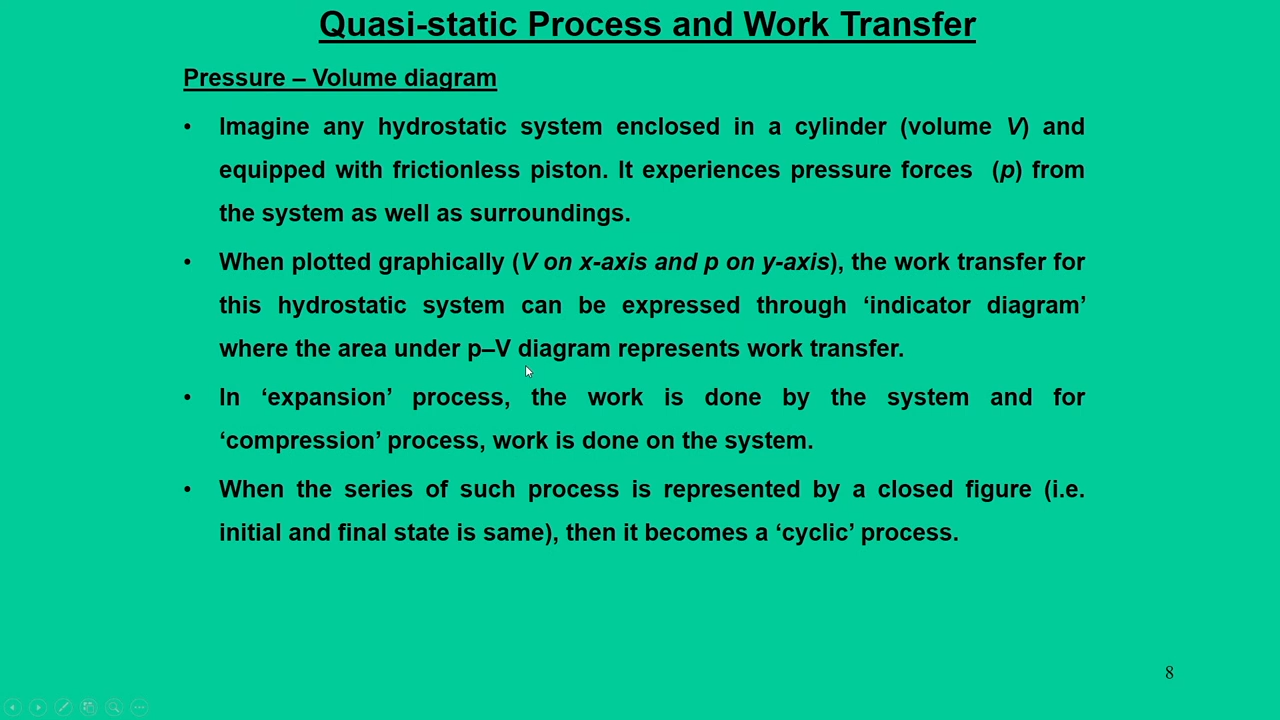 Quasi-static Process and Work Transfer
Pressure – Volume diagram
• Imagine any hydrostatic system enclosed in a cylinder (volume V) and
equipped with frictionless piston. It experiences pressure forces (p) from
the system as well as surroundings.
• When plotted graphically (V on x-axis and p on y-axis), the work transfer for
this hydrostatic system can be expressed through ‘indicator diagram’
where the area under p–V diagram represents work transfer.
• In ‘expansion’ process, the work is done by the system and for
‘compression’ process, work is done on the system.
• When the series of such process is represented by a closed figure (i.e.
initial and final state is same), then it becomes a ‘cyclic’ process.
8